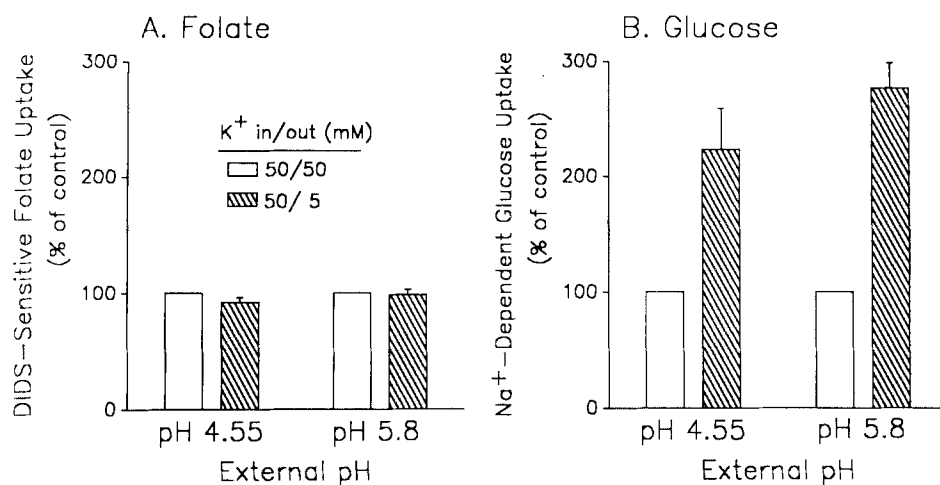 A. Folate
DIDS-Sensitive Folate Uptake
(% of control)
300
200
100
0
K+ in/out (mM)
50/50
50/ 5
pH 4.55
pH 5.8
External pH
B. Glucose
Na+-Dependent Glucose Uptake
(% of control)
300
200
100
0
pH 4.55
pH 5.8
External pH